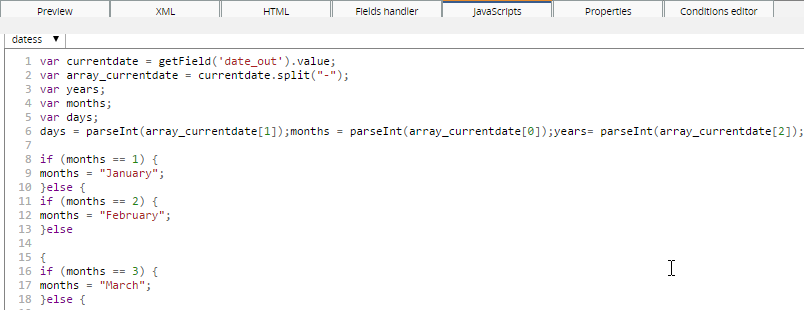 Preview XML HTML Fields handler JavaScripts Properties Conditions editor
datess ▼
1 var currentdate = getField('date_out').value;
2 var array_currentdate = currentdate.split("-");
3 var years;
4 var months;
5 var days;
6 days = parseInt(array_currentdate[1]);months = parseInt(array_currentdate[0]);years= parseInt(array_currentdate[2]);
7
8 if (months == 1) {
9 months = "January";
10 }else {
11 if (months == 2) {
12 months = "February";
13 }else
14
15 {
16 if (months == 3) {
17 months = "March";
18 }else {